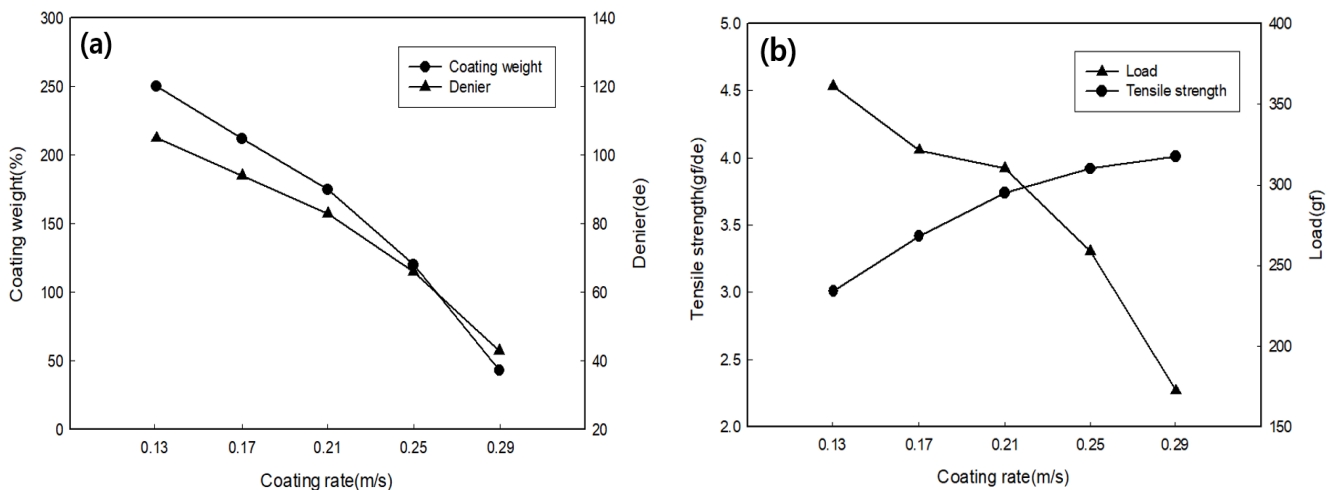 (a)
Coating weight
Denier
300
250
200
150
100
50
0
Coating weight(%)
140
120
100
80
60
40
20
Denier(de)
0.13 0.17 0.21 0.25 0.29
Coating rate(m/s)
(b)
Load
Tensile strength
5.0
4.5
4.0
3.5
3.0
2.5
2.0
Tensile strength(gf/de)
400
350
300
250
200
150
Load(gf)
0.13 0.17 0.21 0.25 0.29
Coating rate(m/s)